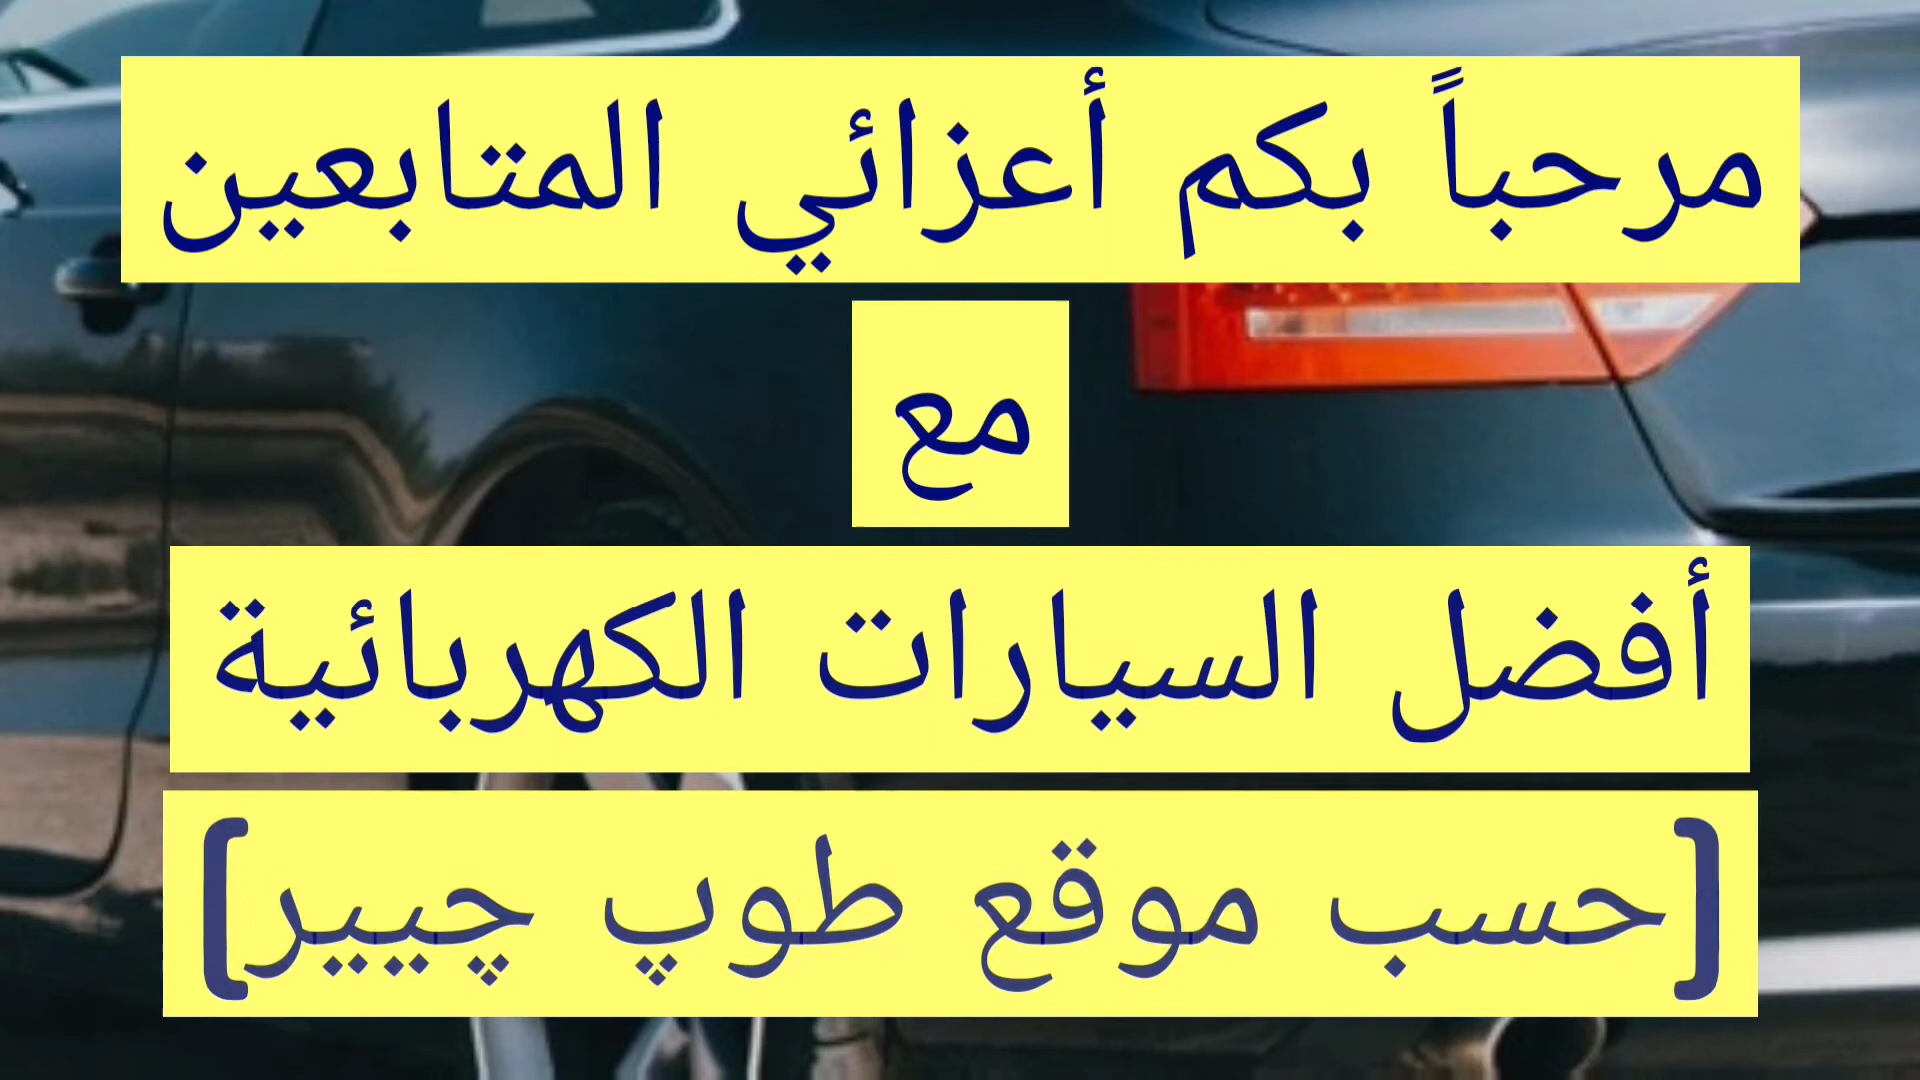 مرحباً بكم أعزائي المتابعين
مع
أفضل السيارات الكهربائية
[حسب موقع طوپ چيير]